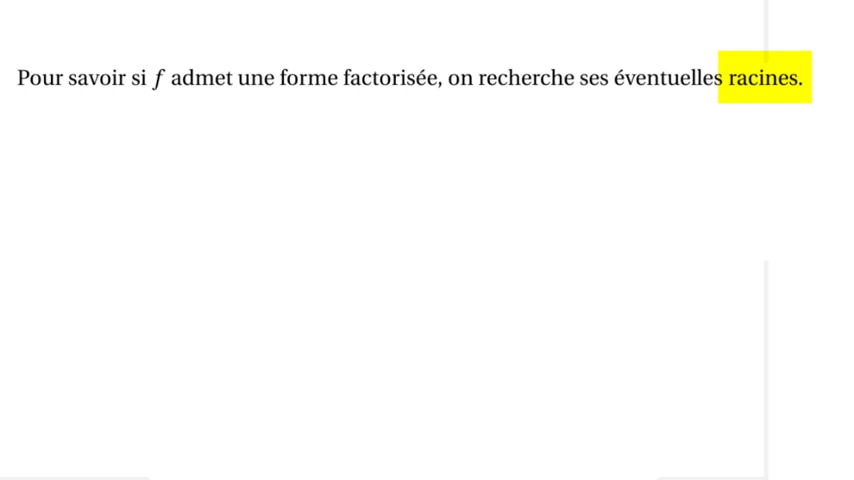 Pour savoir si f admet une forme factorisée, on recherche ses éventuelles racines.